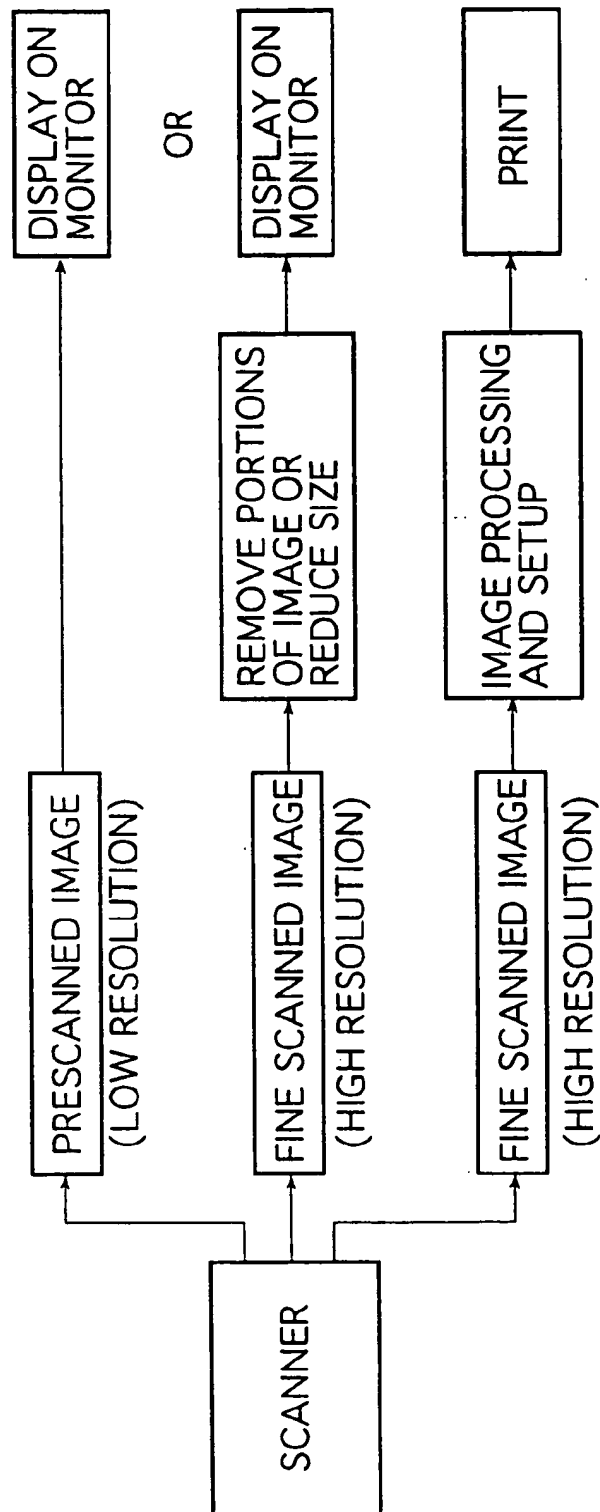 SCANNER
PRESCANNED IMAGE
(LOW RESOLUTION)
DISPLAY ON
MONITOR
OR
FINE SCANNED IMAGE
(HIGH RESOLUTION)
REMOVE PORTIONS
OF IMAGE OR
REDUCE SIZE
DISPLAY ON
MONITOR
FINE SCANNED IMAGE
(HIGH RESOLUTION)
IMAGE PROCESSING
AND SETUP
PRINT